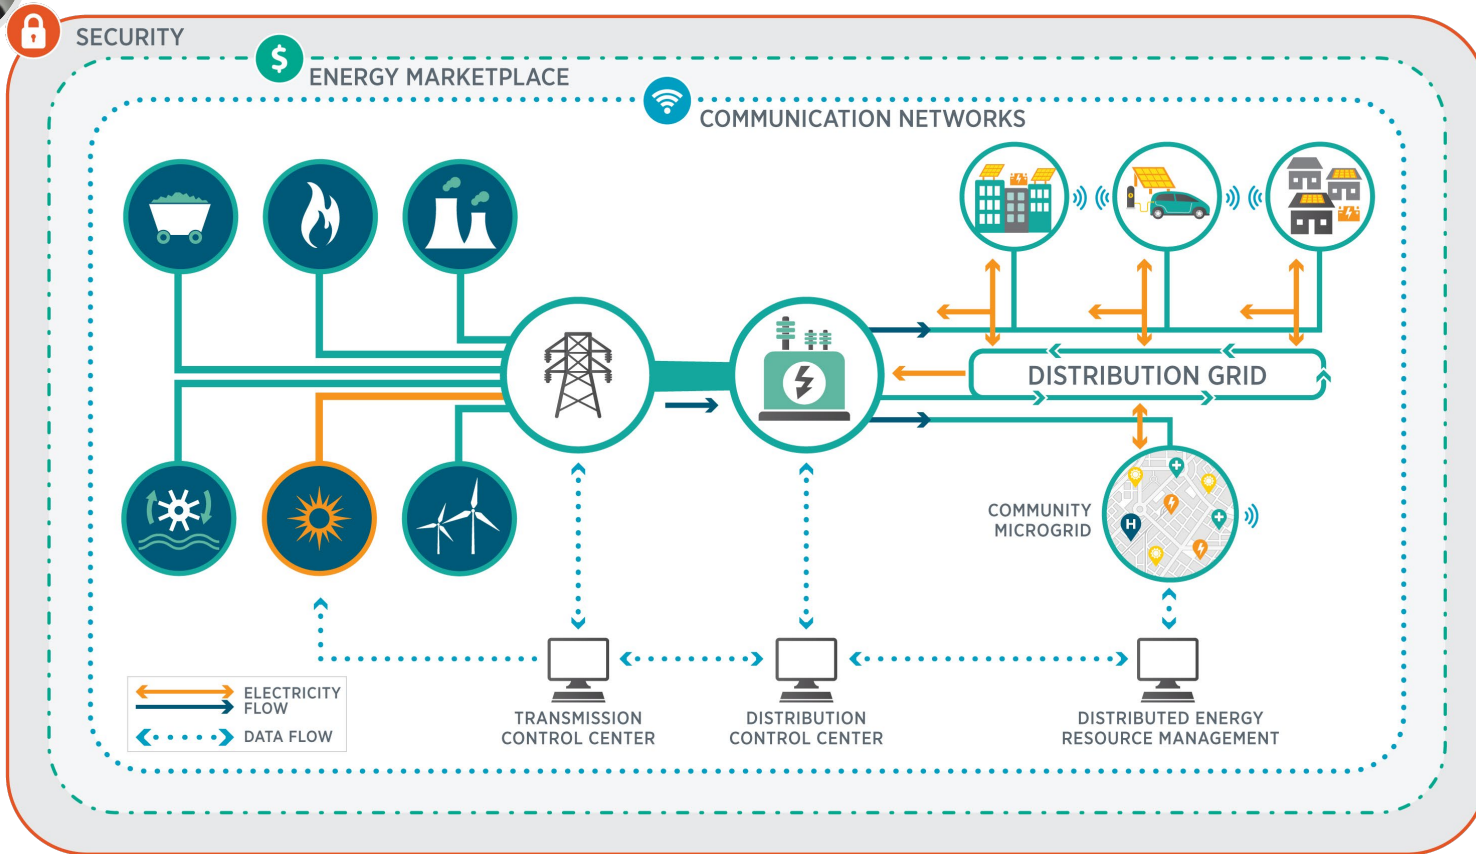 SECURITY
ENERGY MARKETPLACE
COMMUNICATION NETWORKS
DISTRIBUTION GRID
COMMUNITY
MICROGRID
H
ELECTRICITY
FLOW
DATA FLOW
TRANSMISSION
CONTROL CENTER
DISTRIBUTION
CONTROL CENTER
DISTRIBUTED ENERGY
RESOURCE MANAGEMENT